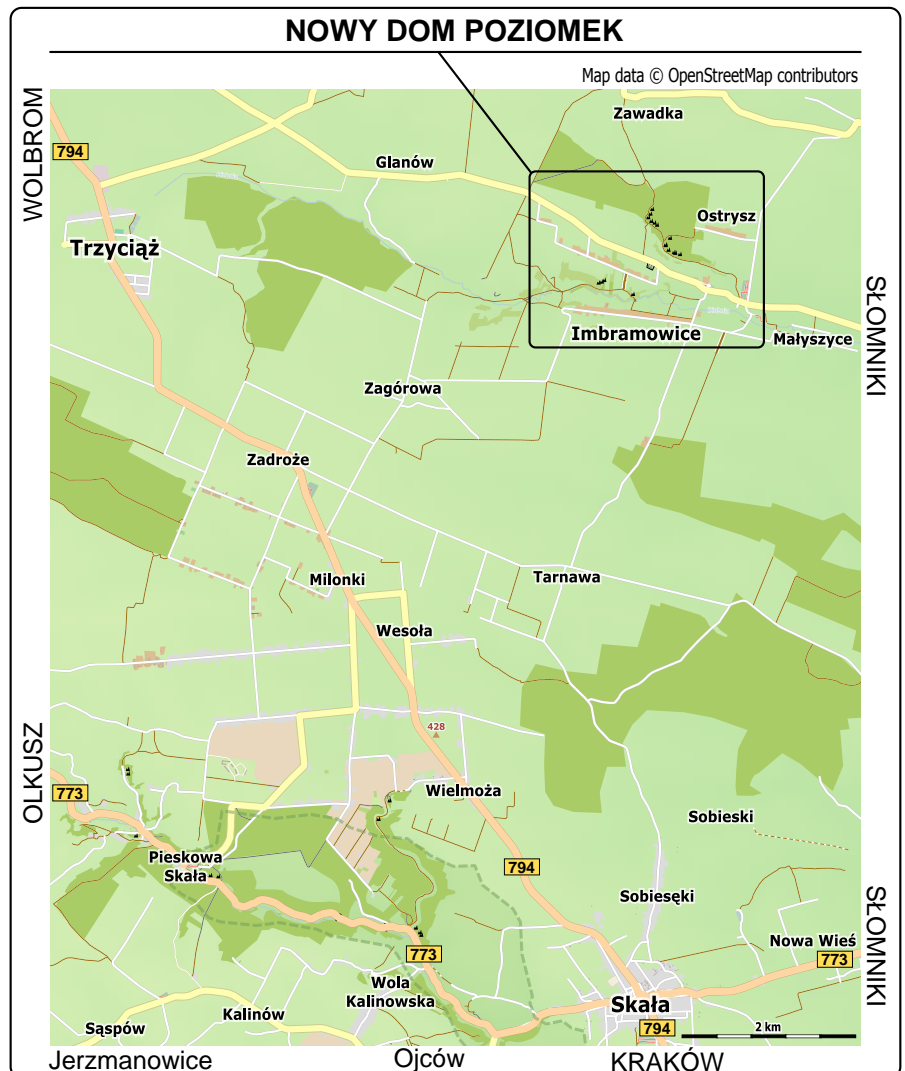 NOWY DOM POZIOMEK
Map data © OpenStreetMap contributors
WOLBROM
Zawadka
794
Glanów
Ostrysz
Trzyciąż
SŁOMNIKI
Imbramowice
Małyszyce
Zagórowa
Zadroże
Milonki
Tarnawa
Wesoła
428
OLKUSZ
773
Wielmoża
Sobieski
Pieskowa
Skała
794
Sobiesęki
SŁOMNIKI
Nowa Wieś
773
773
Wola
Kalinowska
Skała
Kalinów
Sąspów
794
2 km
Jerzmanowice
Ojców
KRAKÓW